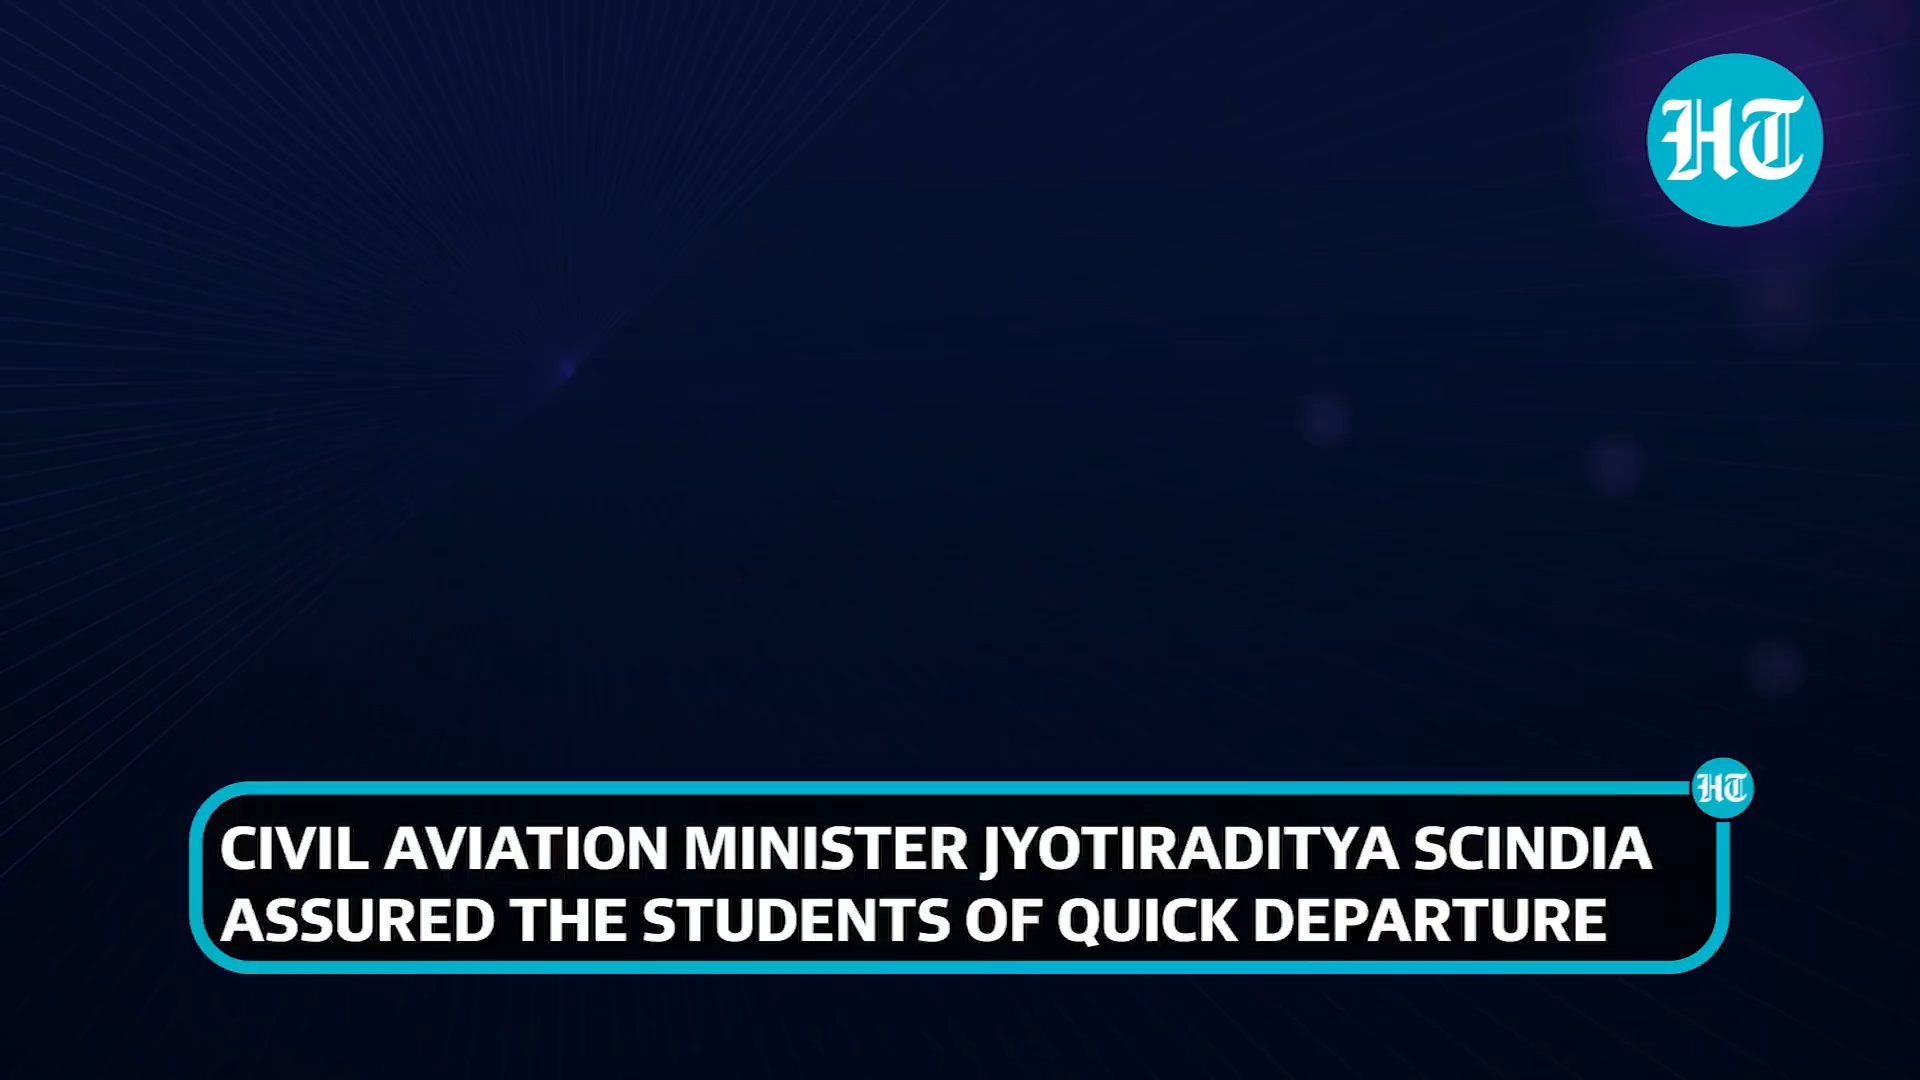 HT
HT
CIVIL AVIATION MINISTER JYOTIRADITYA SCINDIA
ASSURED THE STUDENTS OF QUICK DEPARTURE